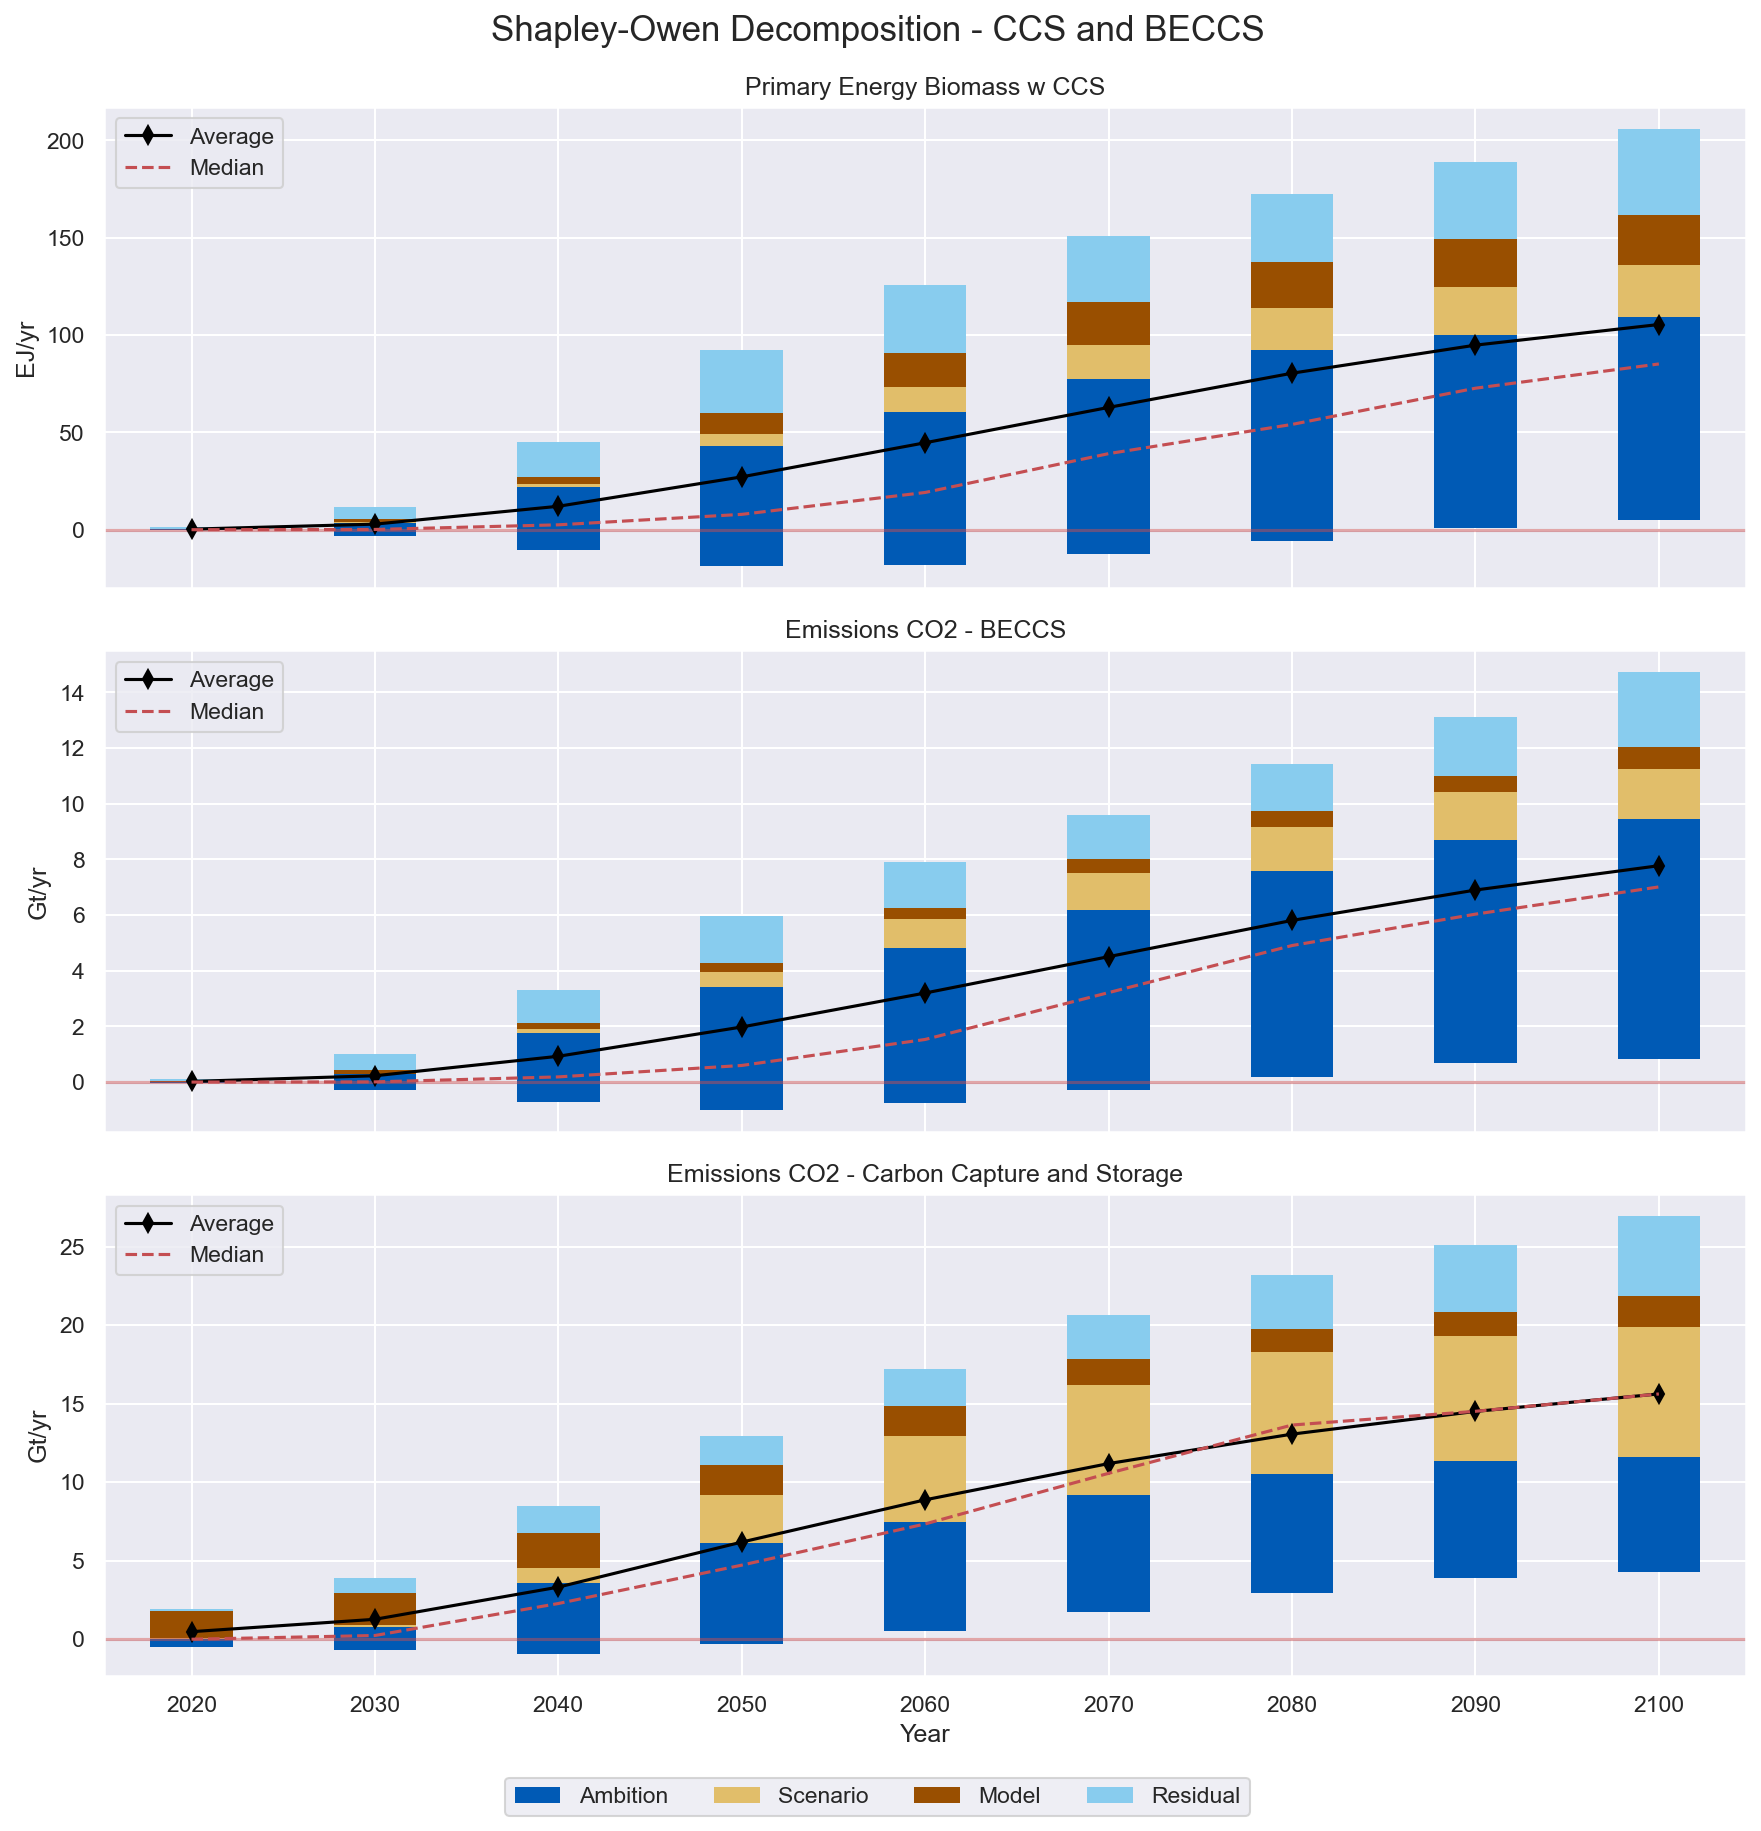 Shapley-Owen Decomposition - CCS and BECCS
Primary Energy Biomass w CCS
Average
Median
200
150
100
50
0
EJ/yr
Emissions CO2 - BECCS
Average
Median
14
12
10
8
6
4
2
0
Gt/yr
Emissions CO2 - Carbon Capture and Storage
Average
Median
25
20
15
10
5
0
Gt/yr
2020 2030 2040 2050 2060 2070 2080 2090 2100
Year
Ambition Scenario Model Residual